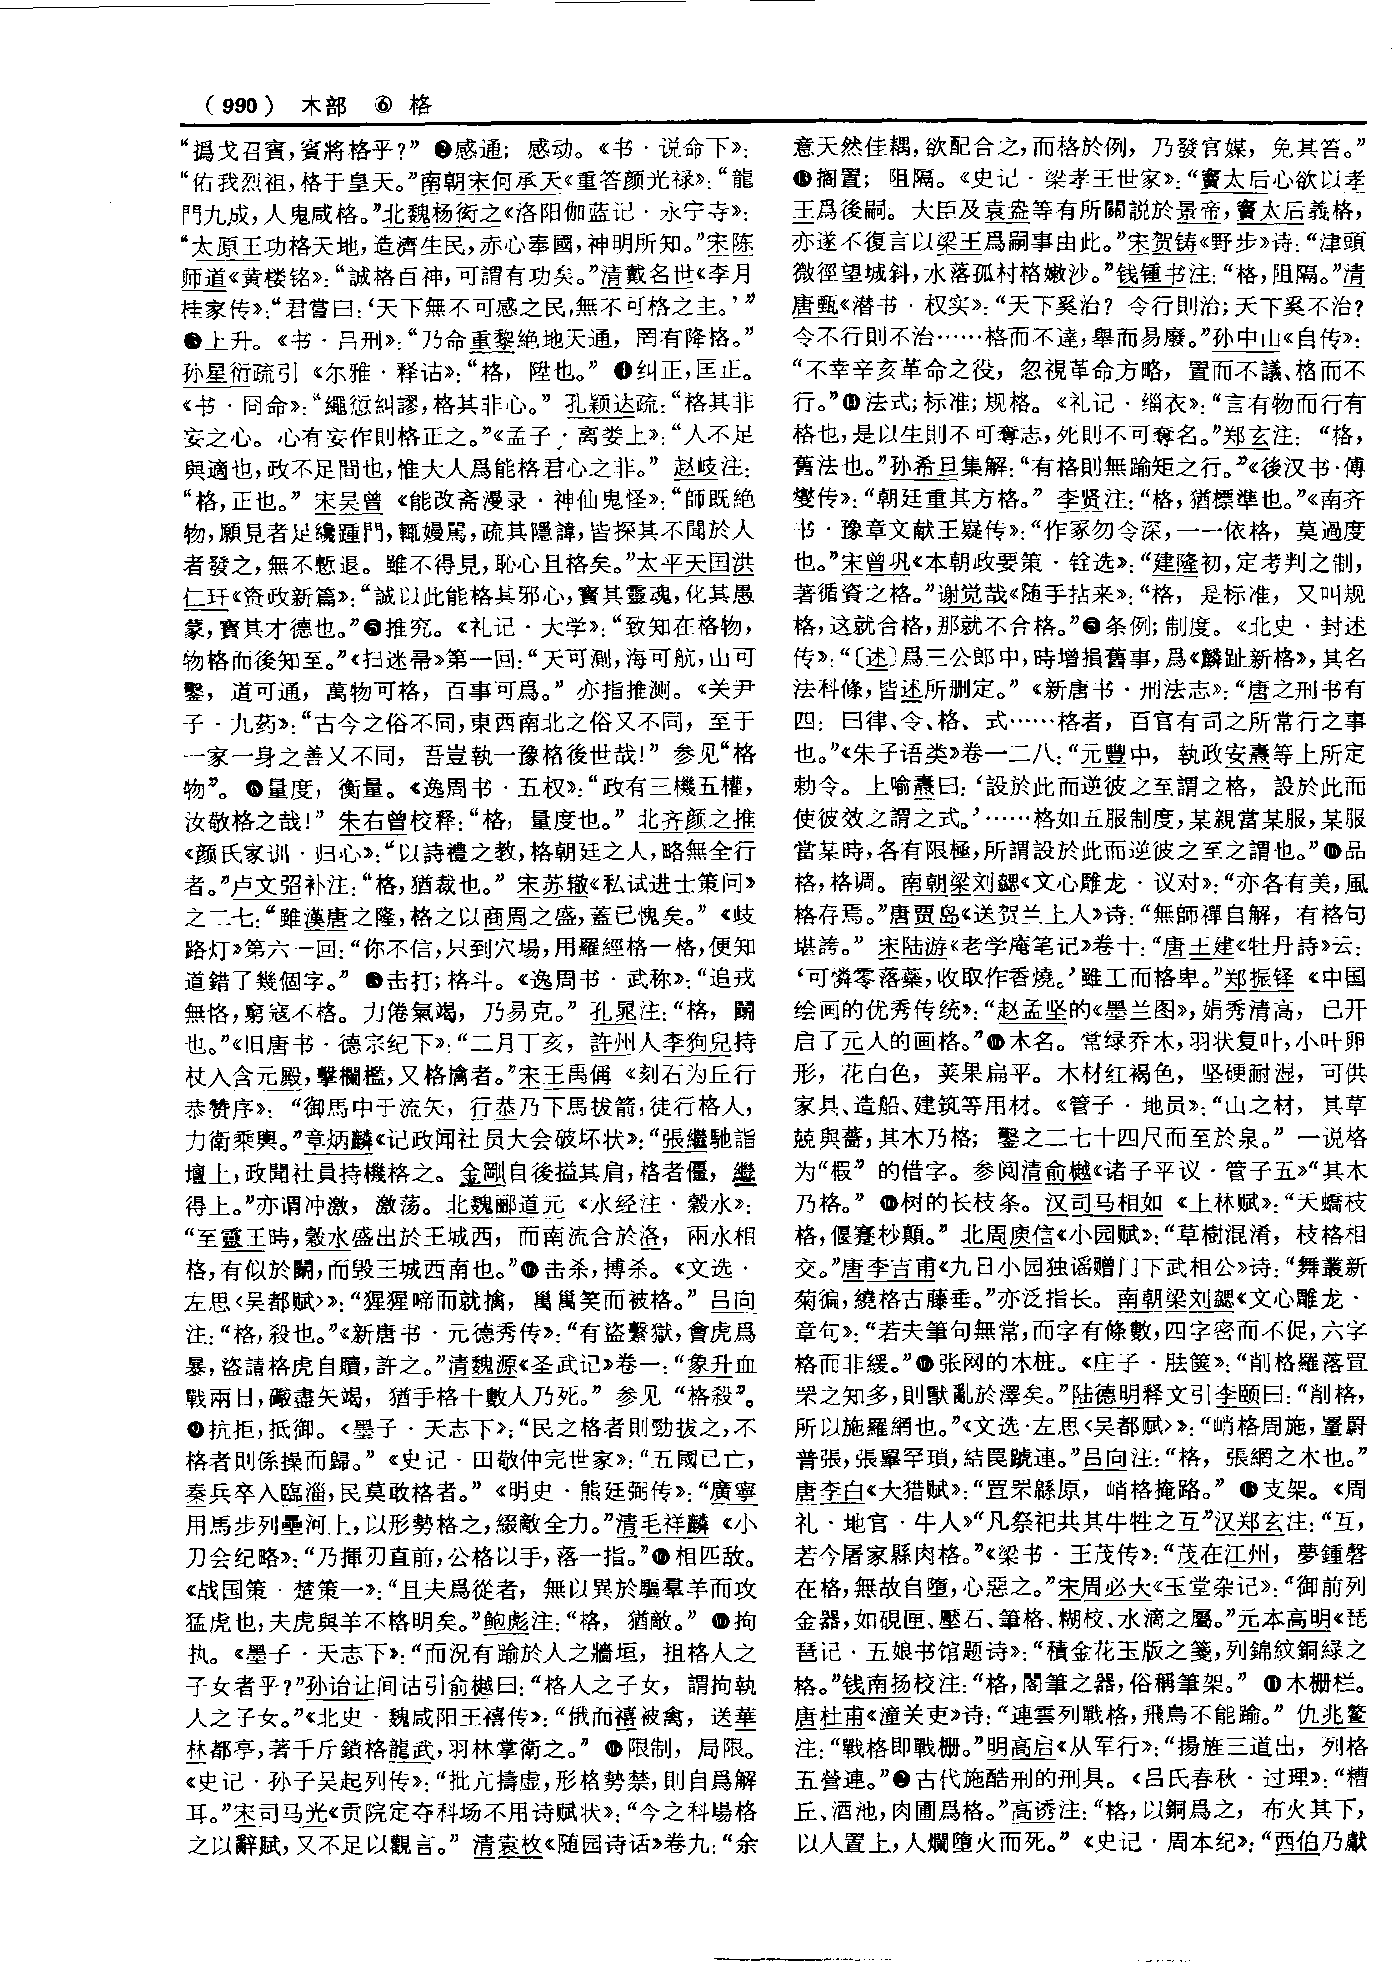 （990） 木部 ⑥ 格
“撝戈召賓，賓將格乎？” ❷感通；感动。《书·说命下》：
“佑我烈祖，格于皇天。”南朝宋何承天《重答颜光禄》：“龍
門九成，人鬼咸格。”北魏杨衒之《洛阳伽蓝记·永宁寺》：
“太原王功格天地，造濟生民，赤心奉國，神明所知。”宋陈
师道《黄楼铭》：“誠格百神，可謂有功矣。”清戴名世《李月
桂家传》：“君嘗曰：‘天下無不可感之民，無不可格之主。’”
❸上升。《书·吕刑》：“乃命重黎绝地天通，罔有降格。”
孙星衍疏引《尔雅·释诂》：“格，陞也。” ❹纠正，匡正。
《书·冏命》：“繩愆糾謬，格其非心。” 孔颖达疏：“格其非
妄之心。心有妄作則格正之。”《孟子·离娄上》：“人不足
與適也，政不足間也，惟大人爲能格君心之非。” 赵岐注：
“格，正也。” 宋吴曾《能改斋漫录·神仙鬼怪》：“師既絶
物，願見者足纔踵門，輒嫚駡，疏其隱諱，皆探其不聞於人
者發之，無不慙退。雖不得見，恥心且格矣。”太平天国洪
仁玕《资政新篇》：“誠以此能格其邪心，寶其靈魂，化其愚
蒙，寶其才德也。”❺推究。《礼记·大学》：“致知在格物，
物格而後知至。”《扫迷帚》第一回：“天可測，海可航，山可
鑿，道可通，萬物可格，百事可爲。” 亦指推测。《关尹
子·九药》：“古今之俗不同，東西南北之俗又不同，至于
一家一身之善又不同，吾豈執一豫格後世哉！” 参见“格
物”。 ❻量度，衡量。《逸周书·五权》：“政有三機五權，
汝敬格之哉！” 朱右曾校释：“格，量度也。” 北齐颜之推
《颜氏家训·归心》：“以詩禮之教，格朝廷之人，略無全行
者。”卢文弨补注：“格，猶裁也。” 宋苏辙《私试进士策问》
之二七：“雖漢唐之隆，格之以商周之盛，蓋已愧矣。” 《歧
路灯》第六一回：“你不信，只到穴場，用羅經格一格，便知
道錯了幾個字。” ❼击打；格斗。《逸周书·武称》：“追戎
無恪，窮寇不格。力倦氣竭，乃易克。” 孔晁注：“格，鬭
也。”《旧唐书·德宗纪下》：“二月丁亥，許州人李狗兒持
杖入含元殿，擊欄檻，又格擒者。”宋王禹偁《刻石为丘行
恭赞序》：“御馬中于流矢，行恭乃下馬拔箭，徒行格人，
力衛乘輿。”章炳麟《记政闻社员大会破坏状》：“張繼馳詣
壇上，政聞社員持機格之。金剛自後搤其肩，格者僵，繼
得上。”亦谓冲激，激荡。北魏郦道元《水经注·穀水》：
“至靈王時，穀水盛出於王城西，而南流合於洛，兩水相
格，有似於鬭，而毁王城西南也。”❽击杀，搏杀。《文选·
左思〈吴都赋〉》：“猩猩啼而就擒，𥝋𥝋笑而被格。” 吕向
注：“格，殺也。”《新唐书·元德秀传》：“有盜繫獄，會虎爲
暴，盜請格虎自贖，許之。”清魏源《圣武记》卷一：“象升血
戰兩日，礮盡矢竭，猶手格十數人乃死。” 参见“格殺”。
❾抗拒，抵御。《墨子·天志下》：“民之格者則勁拔之，不
格者則係操而歸。” 《史记·田敬仲完世家》：“五國已亡，
秦兵卒入臨淄，民莫敢格者。” 《明史·熊廷弼传》：“廣寧
用馬步列壘河上，以形勢格之，綴敵全力。”清毛祥麟《小
刀会纪略》：“乃揮刃直前，公格以手，落一指。”❿相匹敌。
《战国策·楚策一》：“且夫爲從者，無以異於驅羣羊而攻
猛虎也，夫虎與羊不格明矣。”鲍彪注：“格，猶敵。” ⓫拘
执。《墨子·天志下》：“而況有踰於人之牆垣，抯格人之
子女者乎？”孙诒让间诂引俞樾曰：“格人之子女，謂拘執
人之子女。”《北史·魏咸阳王禧传》：“俄而禧被禽，送華
林都亭，著千斤鎖格龍武，羽林掌衛之。” ⓬限制，局限。
《史记·孙子吴起列传》：“批亢擣虚，形格勢禁，則自爲解
耳。”宋司马光《贡院定夺科场不用诗赋状》：“今之科場格
之以辭賦，又不足以觀言。” 清袁枚《随园诗话》卷九：“余
意天然佳耦，欲配合之，而格於例，乃發官媒，免其笞。”
⓭搁置；阻隔。《史记·梁孝王世家》：“竇太后心欲以孝
王爲後嗣。大臣及袁盎等有所關説於景帝，竇太后義格，
亦遂不復言以梁王爲嗣事由此。”宋贺铸《野步》诗：“津頭
微徑望城斜，水落孤村格嫩沙。”钱锺书注：“格，阻隔。”清
唐甄《潜书·权实》：“天下奚治？令行則治；天下奚不治？
令不行則不治……格而不達，舉而易廢。”孙中山《自传》：
“不幸辛亥革命之役，忽視革命方略，置而不議、格而不
行。”⓮法式；标准；规格。《礼记·缁衣》：“言有物而行有
格也，是以生則不可奪志，死則不可奪名。”郑玄注：“格，
舊法也。”孙希旦集解：“有格則無踰矩之行。”《後汉书·傅
燮传》：“朝廷重其方格。” 李贤注：“格，猶標準也。”《南齐
书·豫章文献王嶷传》：“作冢勿令深，一一依格，莫過度
也。”宋曾巩《本朝政要策·铨选》：“建隆初，定考判之制，
著循資之格。”谢觉哉《随手拈来》：“格，是标准，又叫规
格，这就合格，那就不合格。”⓯条例；制度。《北史·封述
传》：“〔述〕爲三公郎中，時增損舊事，爲《麟趾新格》，其名
法科條，皆述所删定。” 《新唐书·刑法志》：“唐之刑书有
四：曰律、令、格、式……格者，百官有司之所常行之事
也。”《朱子语类》卷一二八：“元豐中，執政安燾等上所定
勅令。上喻燾曰：‘設於此而逆彼之至謂之格，設於此而
使彼效之謂之式。’……格如五服制度，某親當某服，某服
當某時，各有限極，所謂設於此而逆彼之至之謂也。”⓰品
格，格调。南朝梁刘勰《文心雕龙·议对》：“亦各有美，風
格存焉。”唐贾岛《送贺兰上人》诗：“無師禪自解，有格句
堪誇。” 宋陆游《老学庵笔记》卷十：“唐王建《牡丹詩》云：
‘可憐零落蘂，收取作香燒。’雖工而格卑。”郑振铎《中国
绘画的优秀传统》：“赵孟坚的《墨兰图》，娟秀清高，已开
启了元人的画格。”⓱木名。常绿乔木，羽状复叶，小叶卵
形，花白色，荚果扁平。木材红褐色，坚硬耐湿，可供
家具、造船、建筑等用材。《管子·地员》：“山之材，其草
兢與薔，其木乃格；鑿之二七十四尺而至於泉。” 一说格
为“椵”的借字。参阅清俞樾《诸子平议·管子五》“其木
乃格。” ⓲树的长枝条。汉司马相如《上林赋》：“夭蟜枝
格，偃蹇杪顛。” 北周庾信《小园赋》：“草樹混淆，枝格相
交。”唐李吉甫《九日小园独谣赠门下武相公》诗：“舞叢新
菊徧，繞格古藤垂。”亦泛指长。南朝梁刘勰《文心雕龙·
章句》：“若夫筆句無常，而字有條數，四字密而不促，六字
格而非緩。”⓱张网的木桩。《庄子·胠箧》：“削格羅落罝
罘之知多，則獸亂於澤矣。”陆德明释文引李颐曰：“削格，
所以施羅網也。”《文选·左思〈吴都赋〉》：“峭格周施，罿罻
普張，䍐罕瑣結，罠蹏連。”吕向注：“格，張網之木也。”
唐李白《大猎赋》：“罝罘緜原，峭格掩路。” ⓲支架。《周
礼·地官·牛人》“凡祭祀共其牛牲之互”汉郑玄注：“互，
若今屠家縣肉格。”《梁书·王茂传》：“茂在江州，夢鍾磬
在格，無故自墮，心惡之。”宋周必大《玉堂杂记》：“御前列
金器，如硯匣、壓石、筆格、糊校、水滴之屬。”元本高明《琵
琶记·五娘书馆题诗》：“積金花玉版之箋，列錦紋銅緑之
格。”钱南扬校注：“格，閣筆之器，俗稱筆架。” ⓳木栅栏。
唐杜甫《潼关吏》诗：“連雲列戰格，飛鳥不能踰。” 仇兆鳌
注：“戰格即戰栅。”明高启《从军行》：“揚旌三道出，列格
五營連。”⓴古代施酷刑的刑具。《吕氏春秋·过理》：“糟
丘、酒池，肉圃爲格。”高诱注：“格，以銅爲之，布火其下，
以人置上，人爛墮火而死。” 《史记·周本纪》：“西伯乃獻